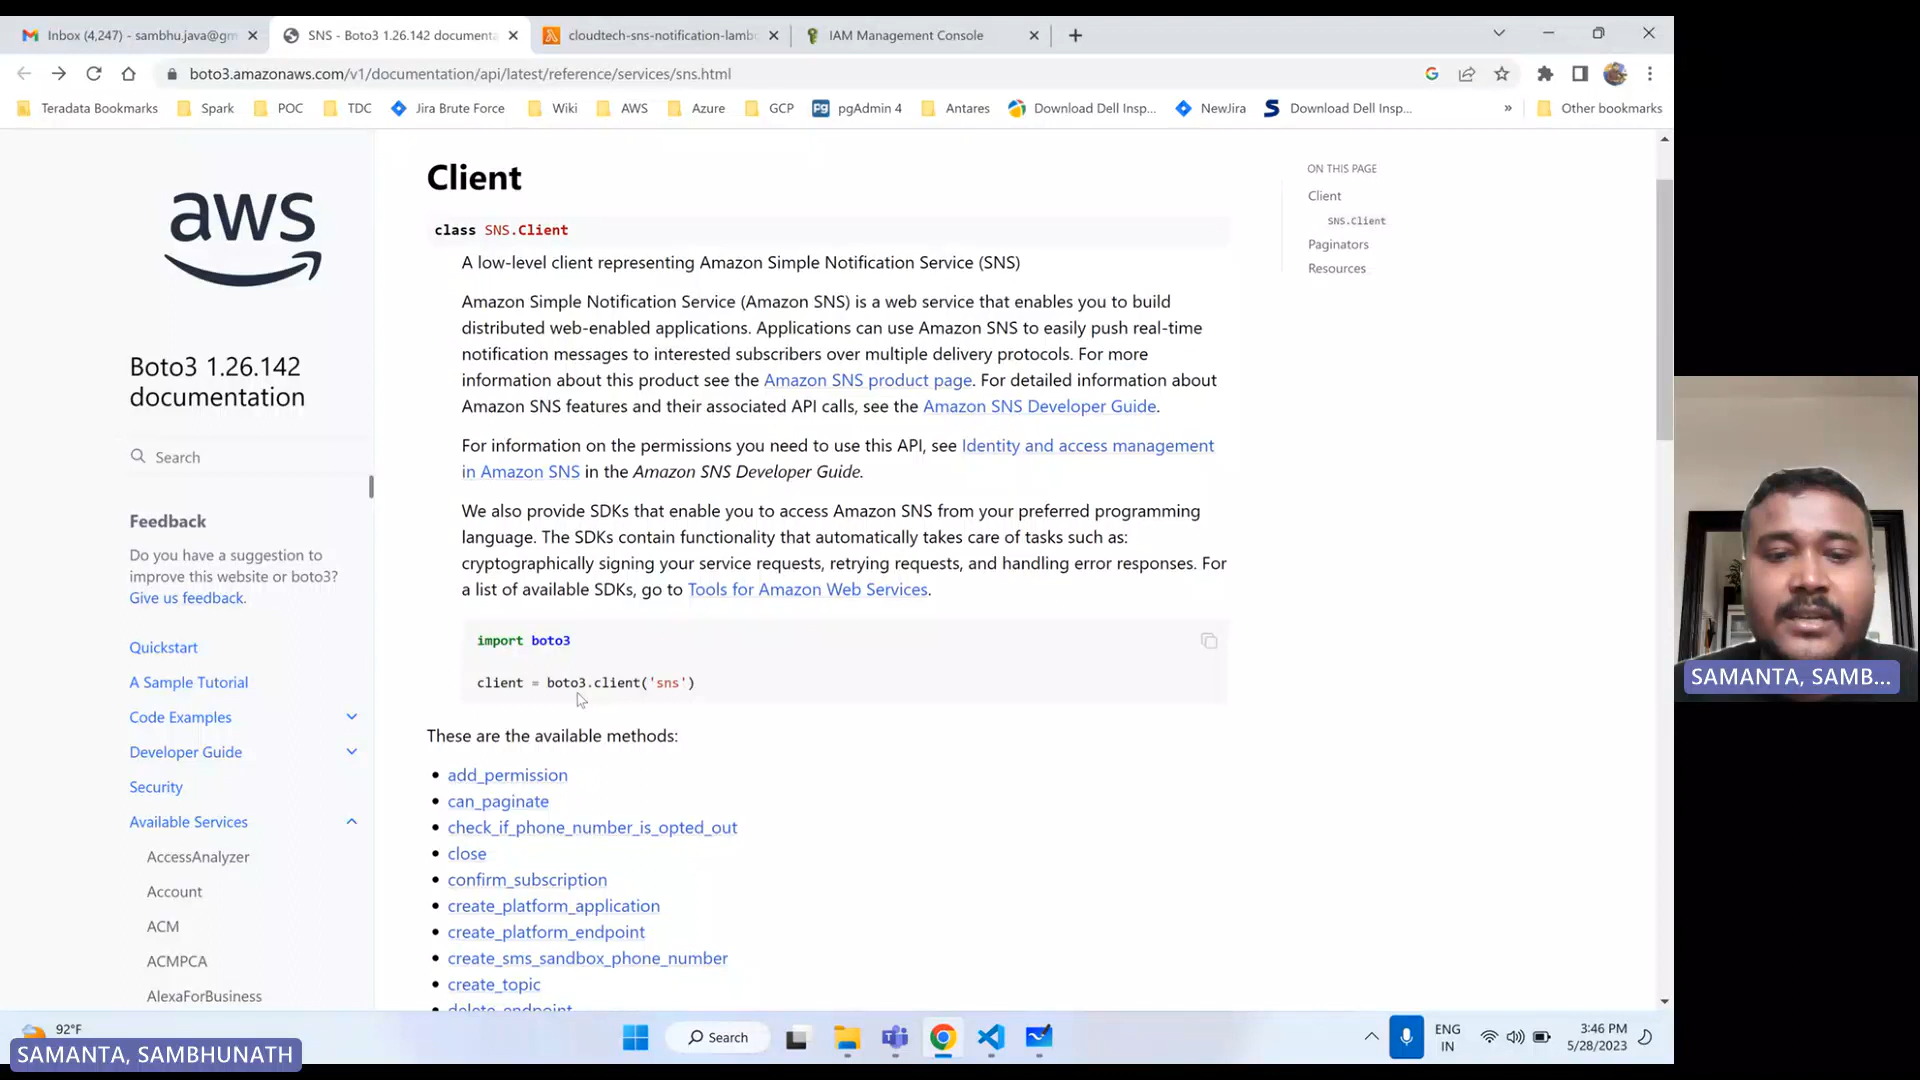 Inbox (4,247) - sambhu.java@gm
SNS - Boto3 1.26.142 documenta
cloudtech-sns-notification-lamb
IAM Management Console
boto3.amazonaws.com/v1/documentation/api/latest/reference/services/sns.html
Teradata Bookmarks
Spark
POC
TDC
Jira Brute Force
Wiki
AWS
Azure
GCP
pgAdmin 4
Antares
Download Dell Insp...
NewJira
Download Dell Insp...
»
Other bookmarks
aws
Boto3 1.26.142
documentation
Search
Feedback
Do you have a suggestion to
improve this website or boto3?
Give us feedback.
Quickstart
A Sample Tutorial
Code Examples
Developer Guide
Security
Available Services
AccessAnalyzer
Account
ACM
ACMPCA
AlexaForBusiness
Client
class SNS.Client
A low-level client representing Amazon Simple Notification Service (SNS)
Amazon Simple Notification Service (Amazon SNS) is a web service that enables you to build
distributed web-enabled applications. Applications can use Amazon SNS to easily push real-time
notification messages to interested subscribers over multiple delivery protocols. For more
information about this product see the Amazon SNS product page. For detailed information about
Amazon SNS features and their associated API calls, see the Amazon SNS Developer Guide.
For information on the permissions you need to use this API, see Identity and access management
in Amazon SNS in the Amazon SNS Developer Guide.
We also provide SDKs that enable you to access Amazon SNS from your preferred programming
language. The SDKs contain functionality that automatically takes care of tasks such as:
cryptographically signing your service requests, retrying requests, and handling error responses. For
a list of available SDKs, go to Tools for Amazon Web Services.
import boto3
client = boto3.client('sns')
These are the available methods:
add_permission
can_paginate
check_if_phone_number_is_opted_out
close
confirm_subscription
create_platform_application
create_platform_endpoint
create_sms_sandbox_phone_number
create_topic
delete_endpoint
ON THIS PAGE
Client
SNS.Client
Paginators
Resources
SAMANTA, SAMB...
92°F
SAMANTA, SAMBHUNATH
Search
ENG
IN
3:46 PM
5/28/2023